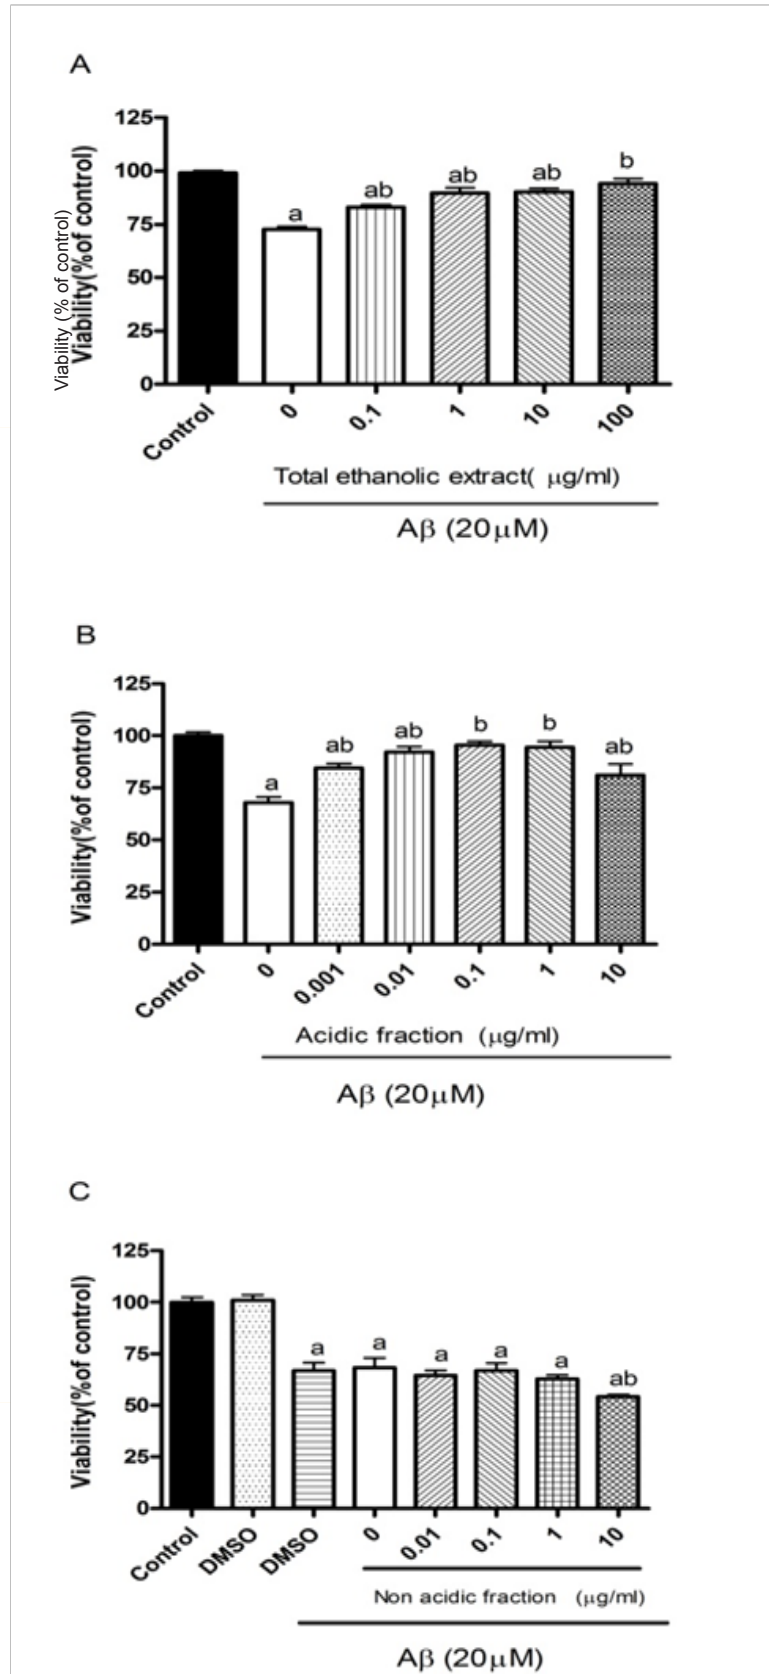 A
125
100
75
50
25
0
Viability (% of control)
Viability(%of control)
a
ab
ab
ab
b
Control
0
0.1
1
10
100
Total ethanolic extract( μg/ml)
Aβ (20μM)
B
125
100
75
50
25
0
Viability(%of control)
a
ab
ab
b
b
ab
Control
0
0.001
0.01
0.1
1
10
Acidic fraction (μg/ml)
Aβ (20μM)
C
125
100
75
50
25
0
Viability(%of control)
a
a
a
a
a
ab
Control
DMSO
DMSO
0
0.01
0.1
1
10
Non acidic fraction (μg/ml)
Aβ (20μM)